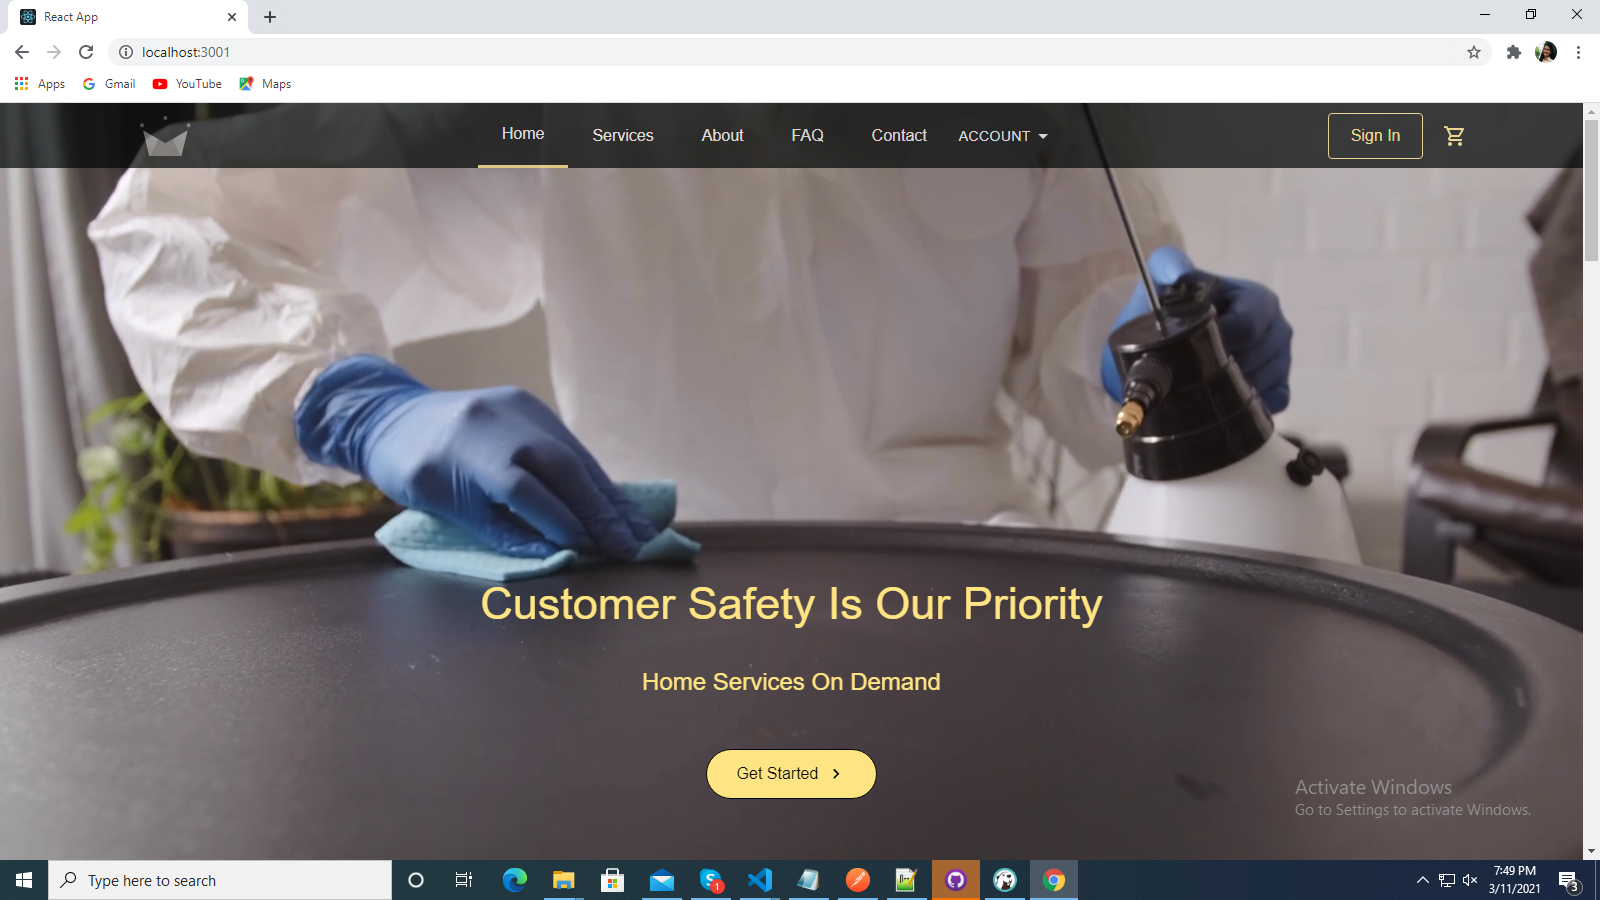 React App
localhost:3001
Apps
Gmail
YouTube
Maps
Home
Services
About
FAQ
Contact
ACCOUNT
Sign In
Customer Safety Is Our Priority
Home Services On Demand
Get Started
Activate Windows
Go to Settings to activate Windows.
Type here to search
1
7:49 PM
3/11/2021
3